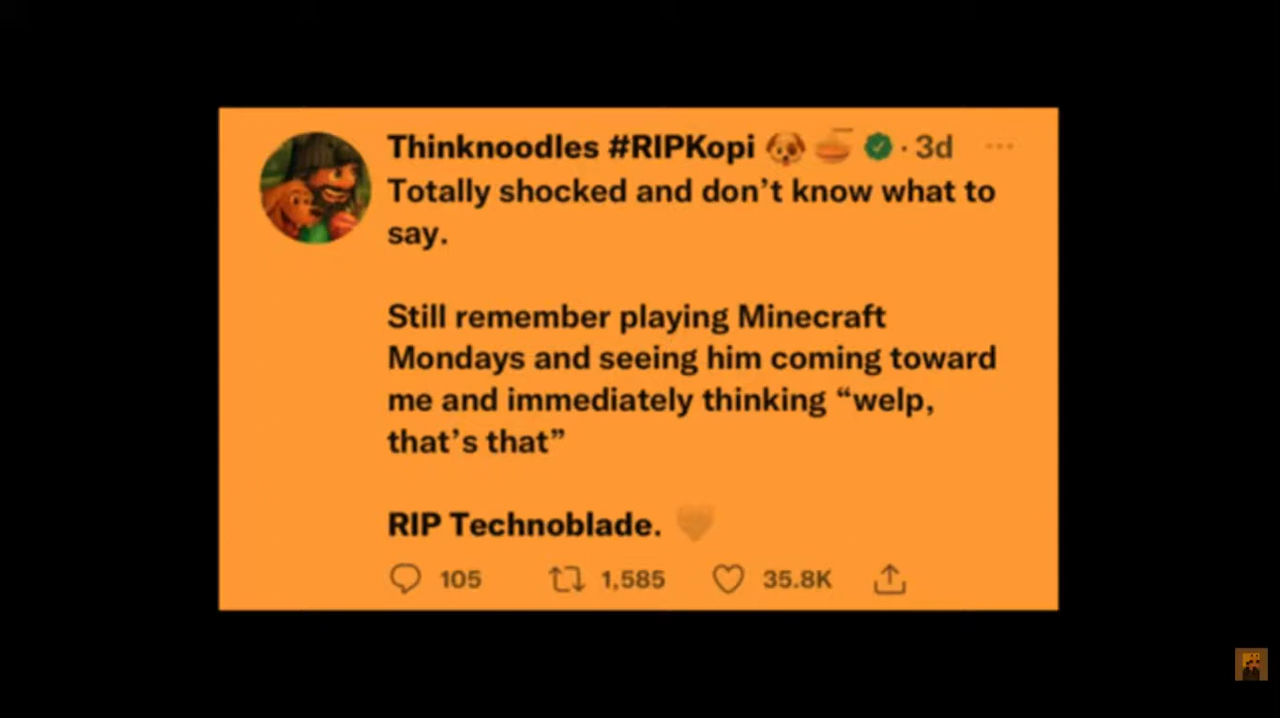 Thinknoodles #RIPKopi 🐶 🍜 · 3d ...
Totally shocked and don’t know what to
say.
Still remember playing Minecraft
Mondays and seeing him coming toward
me and immediately thinking “welp,
that’s that”
RIP Technoblade. 🤍
105 1,585 35.8K